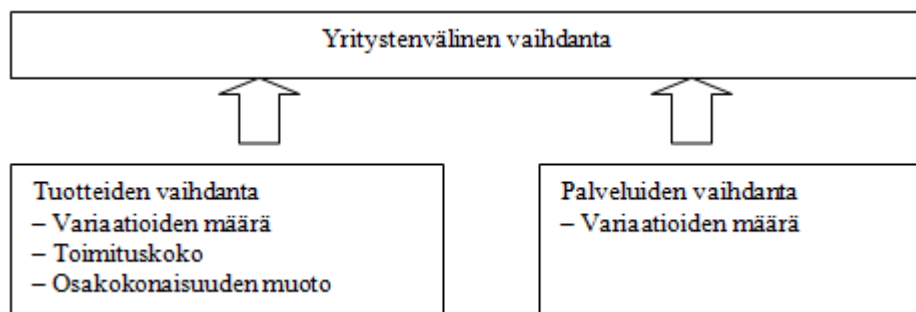 Yritystenvälinen vaihdanta
Tuotteiden vaihdanta
– Variaatioiden määrä
– Toimituskoko
– Osakokonaisuuden muoto
Palveluiden vaihdanta
– Variaatioiden määrä